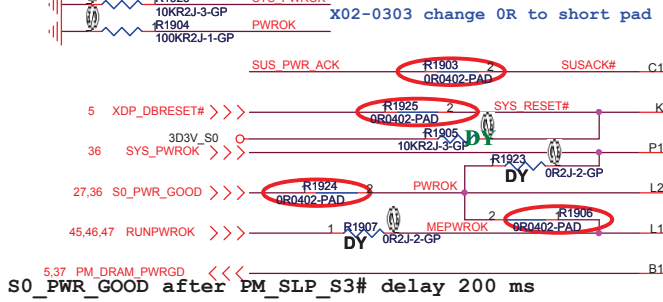 10KR2J-3-GP
X02-0303 change 0R to short pad
R1904
PWROK
100KR2J-1-GP
SUS_PWR_ACK
R1903
2
SUSACK#
C1
0R0402-PAD
5
XDP_DBRESET#
R1925
2
SYS_RESET#
K
0R0402-PAD
3D3V_S0
R1905
DY
10KR2J-3-GP
36
SYS_PWROK
P1
R1923
DY
0R2J-2-GP
27,36
S0_PWR_GOOD
R1924
2
PWROK
L2
0R0402-PAD
2
1
R1906
0R0402-PAD
45,46,47
RUNPWROK
1
R1907
MEPWROK
L1
DY
0R2J-2-GP
5,37
PM_DRAM_PWRGD
B1
S0_PWR_GOOD after PM_SLP_S3# delay 200 ms